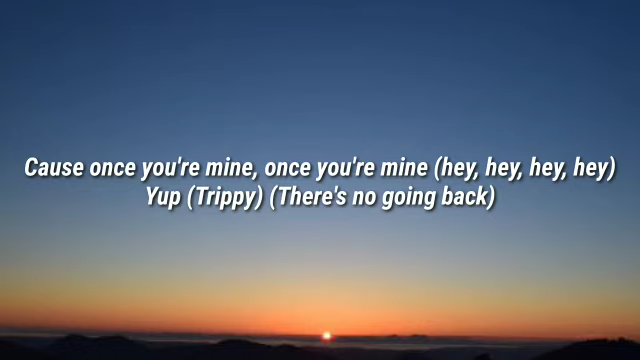 Cause once you're mine, once you're mine (hey, hey, hey, hey)
Yup (Trippy) (There's no going back)